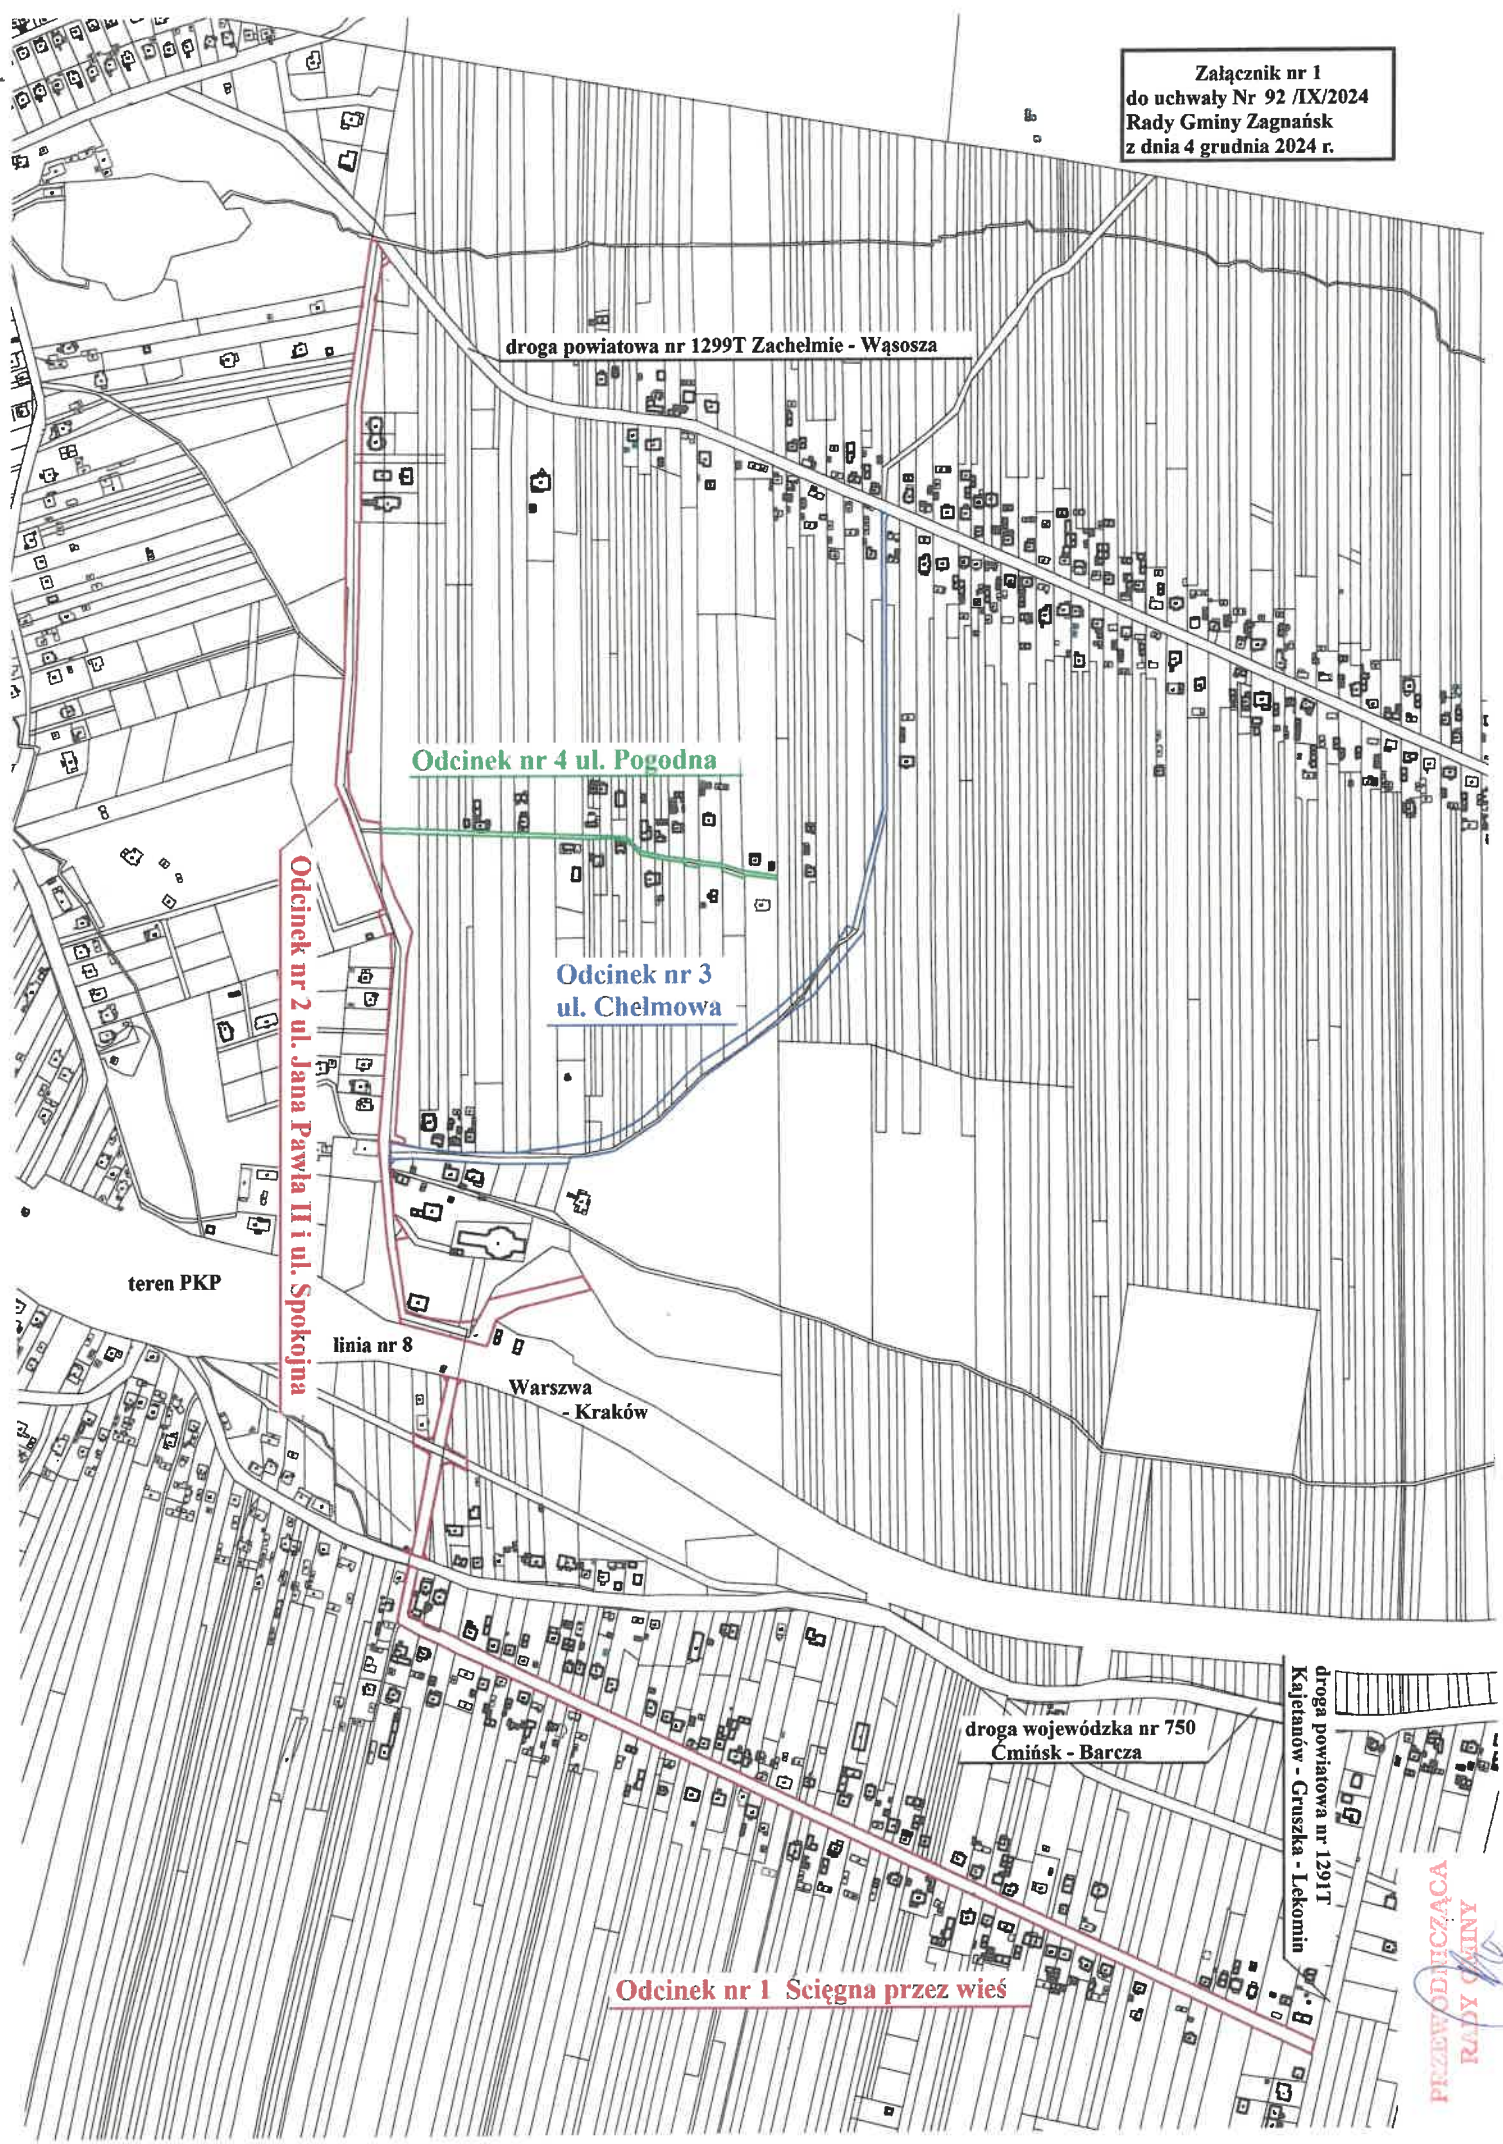 Załącznik nr 1
do uchwały Nr 92 /IX/2024
Rady Gminy Zagnańsk
z dnia 4 grudnia 2024 r.
droga powiatowa nr 1299T Zachełmie - Wąsosza
Odcinek nr 4 ul. Pogodna
Odcinek nr 2 ul. Jana Pawła II i ul. Spokojna
Odcinek nr 3
ul. Chełmowa
teren PKP
linia nr 8
Warszwa
- Kraków
droga wojewódzka nr 750
Ćmińsk - Barcza
droga powiatowa nr 1291T
Kajetanów - Gruszka - Lekomin
Odcinek nr 1 Scięgna przez wieś
PRZEWODNICZĄCA
RADY GMINY